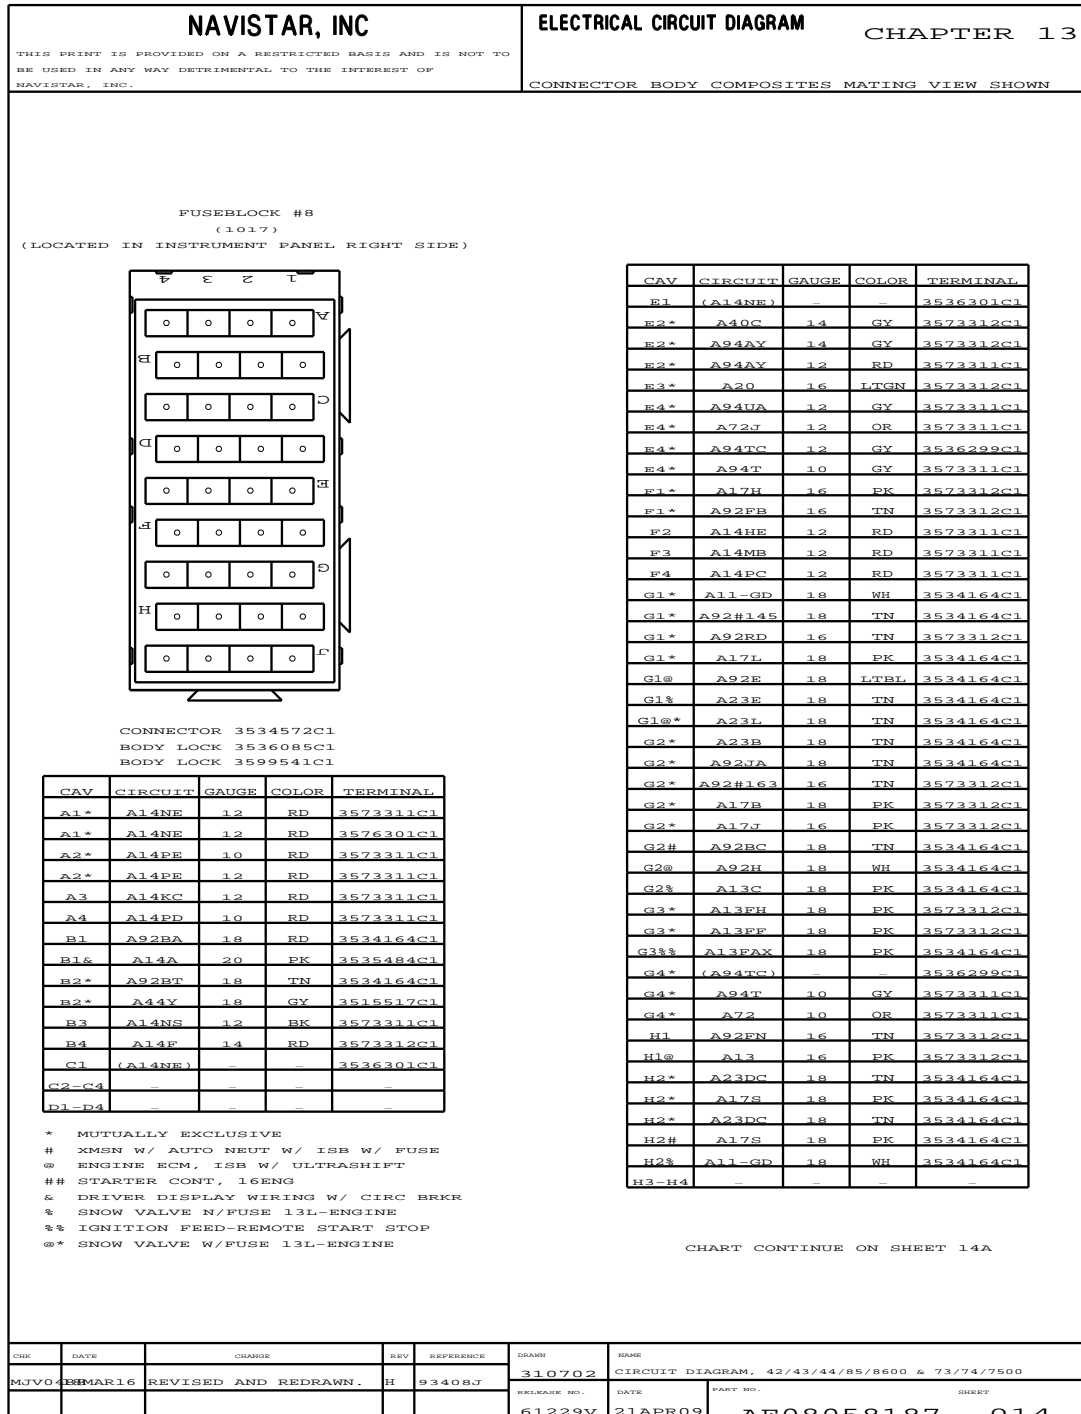 NAVISTAR, INC
THIS PRINT IS PROVIDED ON A RESTRICTED BASIS AND IS NOT TO
BE USED IN ANY WAY DETRIMENTAL TO THE INTEREST OF
NAVISTAR, INC.
ELECTRICAL CIRCUIT DIAGRAM
CHAPTER 13
CONNECTOR BODY COMPOSITES MATING VIEW SHOWN
FUSEBLOCK #8
(1017)
(LOCATED IN INSTRUMENT PANEL RIGHT SIDE)
4 3 2 1
A
B
C
D
E
F
G
H
J
CONNECTOR 3534572C1
BODY LOCK 3536085C1
BODY LOCK 3599541C1
CAV CIRCUIT GAUGE COLOR TERMINAL
A1* A14NE 12 RD 3573311C1
A1* A14NE 12 RD 3576301C1
A2* A14PE 10 RD 3573311C1
A2* A14PE 12 RD 3573311C1
A3 A14KC 12 RD 3573311C1
A4 A14PD 10 RD 3573311C1
B1 A92BA 18 RD 3534164C1
B1& A14A 20 PK 3535484C1
B2* A92BT 18 TN 3534164C1
B2* A44Y 18 GY 3515517C1
B3 A14NS 12 BK 3573311C1
B4 A14F 14 RD 3573312C1
C1 (A14NE) – – 3536301C1
C2-C4 – – – –
D1-D4 – – – –
* MUTUALLY EXCLUSIVE
# XMSN W/ AUTO NEUT W/ ISB W/ FUSE
@ ENGINE ECM, ISB W/ ULTRASHIFT
## STARTER CONT, 16ENG
& DRIVER DISPLAY WIRING W/ CIRC BRKR
% SNOW VALVE N/FUSE 13L-ENGINE
%% IGNITION FEED-REMOTE START STOP
@* SNOW VALVE W/FUSE 13L-ENGINE
CAV CIRCUIT GAUGE COLOR TERMINAL
E1 (A14NE) – – 3536301C1
E2* A40C 14 GY 3573312C1
E2* A94AY 14 GY 3573312C1
E2* A94AY 12 RD 3573311C1
E3* A20 16 LTGN 3573312C1
E4* A94UA 12 GY 3573311C1
E4* A72J 12 OR 3573311C1
E4* A94TC 12 GY 3536299C1
E4* A94T 10 GY 3573311C1
F1* A17H 16 PK 3573312C1
F1* A92FB 16 TN 3573312C1
F2 A14HE 12 RD 3573311C1
F3 A14MB 12 RD 3573311C1
F4 A14PC 12 RD 3573311C1
G1* A11-GD 18 WH 3534164C1
G1* A92#145 18 TN 3534164C1
G1* A92RD 16 TN 3573312C1
G1* A17L 18 PK 3534164C1
G1@ A92E 18 LTBL 3534164C1
G1% A23E 18 TN 3534164C1
G1@* A23L 18 TN 3534164C1
G2* A23B 18 TN 3534164C1
G2* A92JA 18 TN 3534164C1
G2* A92#163 16 TN 3573312C1
G2* A17B 18 PK 3573312C1
G2* A17J 16 PK 3573312C1
G2# A92BC 18 TN 3534164C1
G2@ A92H 18 WH 3534164C1
G2% A13C 18 PK 3534164C1
G3* A13FH 18 PK 3573312C1
G3* A13FF 18 PK 3573312C1
G3%% A13FAX 18 PK 3534164C1
G4* (A94TC) – – 3536299C1
G4* A94T 10 GY 3573311C1
G4* A72 10 OR 3573311C1
H1 A92FN 16 TN 3573312C1
H1@ A13 16 PK 3573312C1
H2* A23DC 18 TN 3534164C1
H2* A17S 18 PK 3534164C1
H2* A23DC 18 TN 3534164C1
H2# A17S 18 PK 3534164C1
H2% A11-GD 18 WH 3534164C1
H3-H4 – – – –
CHART CONTINUE ON SHEET 14A
CHK DATE CHANGE REV REFERENCE
MJV04 MAR16 REVISED AND REDRAWN. H 93408J
DRAWN
310702
NAME
CIRCUIT DIAGRAM, 42/43/44/85/8600 & 73/74/7500
RELEASE NO.
61229V
DATE
21APR09
PART NO. SHEET
AE08058187 014